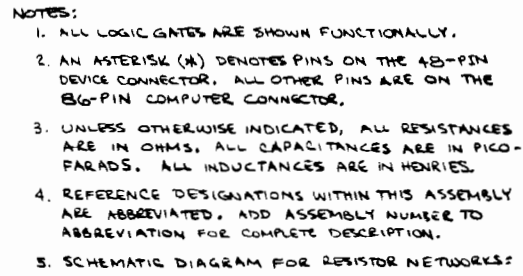 NOTES:
1. ALL LOGIC GATES ARE SHOWN FUNCTIONALLY.
2. AN ASTERISK (*) DENOTES PINS ON THE 48-PIN
DEVICE CONNECTOR. ALL OTHER PINS ARE ON THE
86-PIN COMPUTER CONNECTOR.
3. UNLESS OTHERWISE INDICATED, ALL RESISTANCES
ARE IN OHMS. ALL CAPACITANCES ARE IN PICO-
FARADS. ALL INDUCTANCES ARE IN HENRIES.
4. REFERENCE DESIGNATIONS WITHIN THIS ASSEMBLY
ARE ABBREVIATED. ADD ASSEMBLY NUMBER TO
ABBREVIATION FOR COMPLETE DESCRIPTION.
5. SCHEMATIC DIAGRAM FOR RESISTOR NETWORKS: